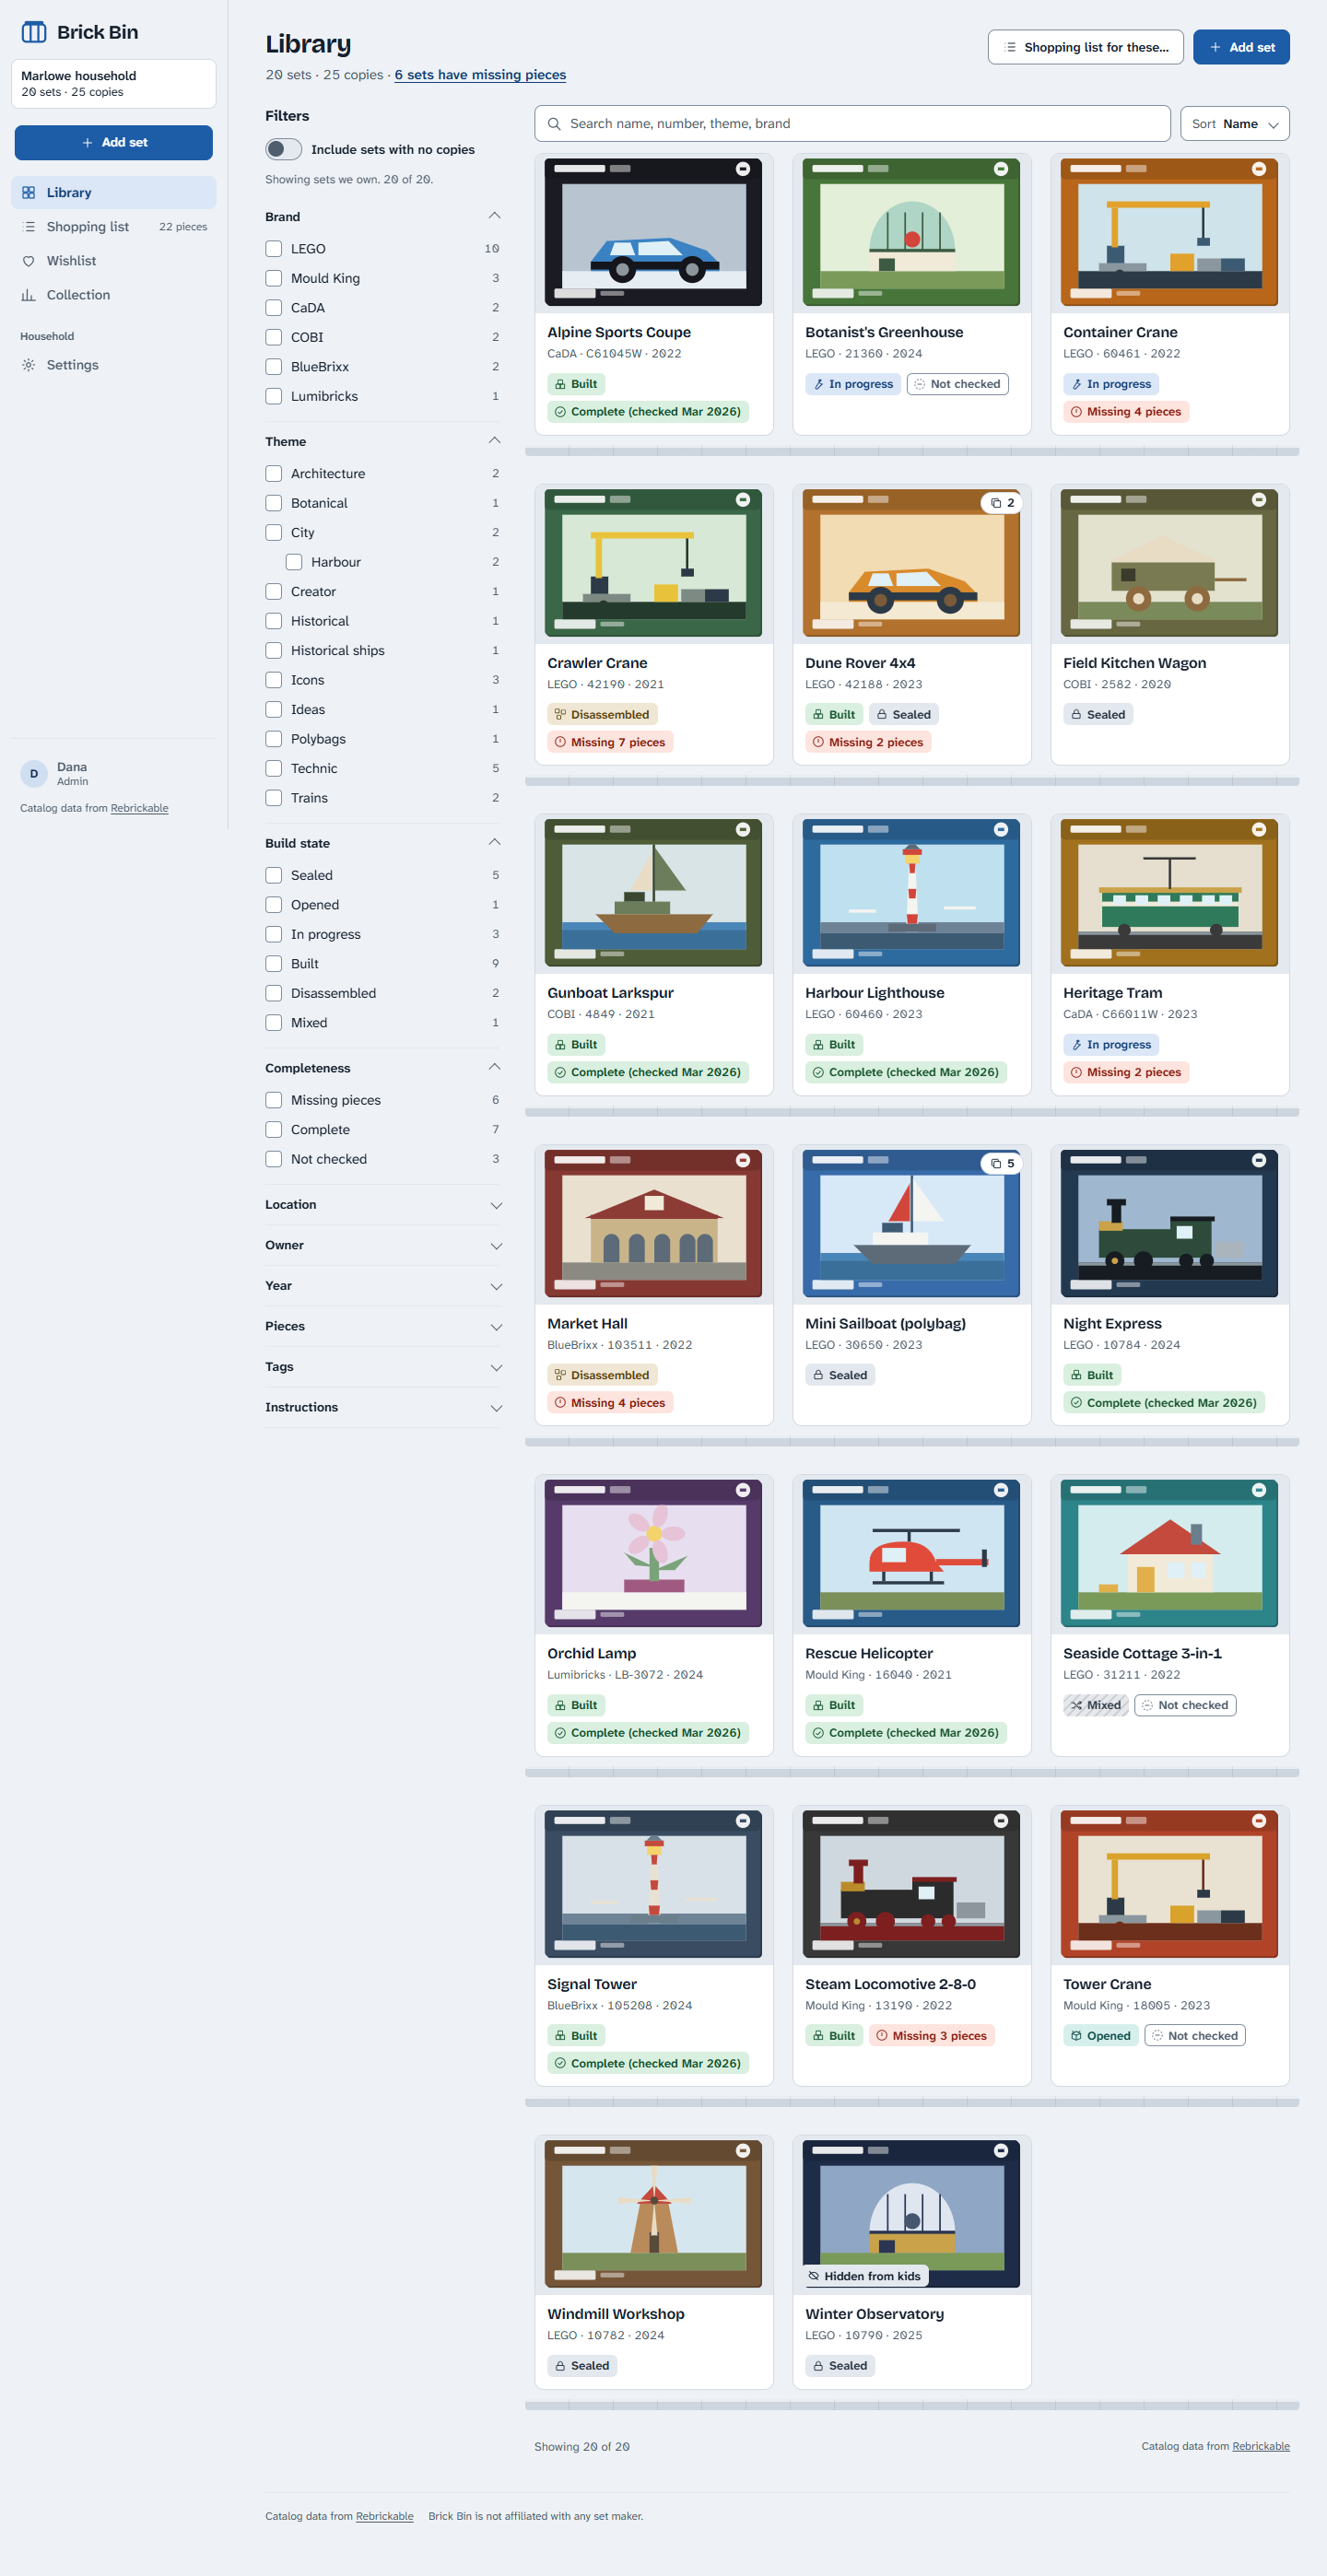 Brick Bin
Marlowe household
20 sets · 25 copies
Add set
Library
Shopping list 22 pieces
Wishlist
Collection
Household
Settings
D
Dana
Admin
Catalog data from Rebrickable
Library
20 sets · 25 copies · 6 sets have missing pieces
Shopping list for these...
Add set
Filters
Include sets with no copies
Showing sets we own. 20 of 20.
Brand
LEGO 10
Mould King 3
CaDA 2
COBI 2
BlueBrixx 2
Lumibricks 1
Theme
Architecture 2
Botanical 1
City 2
Harbour 2
Creator 1
Historical 1
Historical ships 1
Icons 3
Ideas 1
Polybags 1
Technic 5
Trains 2
Build state
Sealed 5
Opened 1
In progress 3
Built 9
Disassembled 2
Mixed 1
Completeness
Missing pieces 6
Complete 7
Not checked 3
Location
Owner
Year
Pieces
Tags
Instructions
Search name, number, theme, brand
Sort Name
Alpine Sports Coupe
CaDA · C61045W · 2022
Built
Complete (checked Mar 2026)
Botanist's Greenhouse
LEGO · 21360 · 2024
In progress Not checked
Container Crane
LEGO · 60461 · 2022
In progress
Missing 4 pieces
Crawler Crane
LEGO · 42190 · 2021
Disassembled
Missing 7 pieces
2
Dune Rover 4x4
LEGO · 42188 · 2023
Built Sealed
Missing 2 pieces
Field Kitchen Wagon
COBI · 2582 · 2020
Sealed
Gunboat Larkspur
COBI · 4849 · 2021
Built
Complete (checked Mar 2026)
Harbour Lighthouse
LEGO · 60460 · 2023
Built
Complete (checked Mar 2026)
Heritage Tram
CaDA · C66011W · 2023
In progress
Missing 2 pieces
Market Hall
BlueBrixx · 103511 · 2022
Disassembled
Missing 4 pieces
5
Mini Sailboat (polybag)
LEGO · 30650 · 2023
Sealed
Night Express
LEGO · 10784 · 2024
Built
Complete (checked Mar 2026)
Orchid Lamp
Lumibricks · LB-3072 · 2024
Built
Complete (checked Mar 2026)
Rescue Helicopter
Mould King · 16040 · 2021
Built
Complete (checked Mar 2026)
Seaside Cottage 3-in-1
LEGO · 31211 · 2022
Mixed Not checked
Signal Tower
BlueBrixx · 105208 · 2024
Built
Complete (checked Mar 2026)
Steam Locomotive 2-8-0
Mould King · 13190 · 2022
Built Missing 3 pieces
Tower Crane
Mould King · 18005 · 2023
Opened Not checked
Windmill Workshop
LEGO · 10782 · 2024
Sealed
Hidden from kids
Winter Observatory
LEGO · 10790 · 2025
Sealed
Showing 20 of 20
Catalog data from Rebrickable
Catalog data from Rebrickable Brick Bin is not affiliated with any set maker.